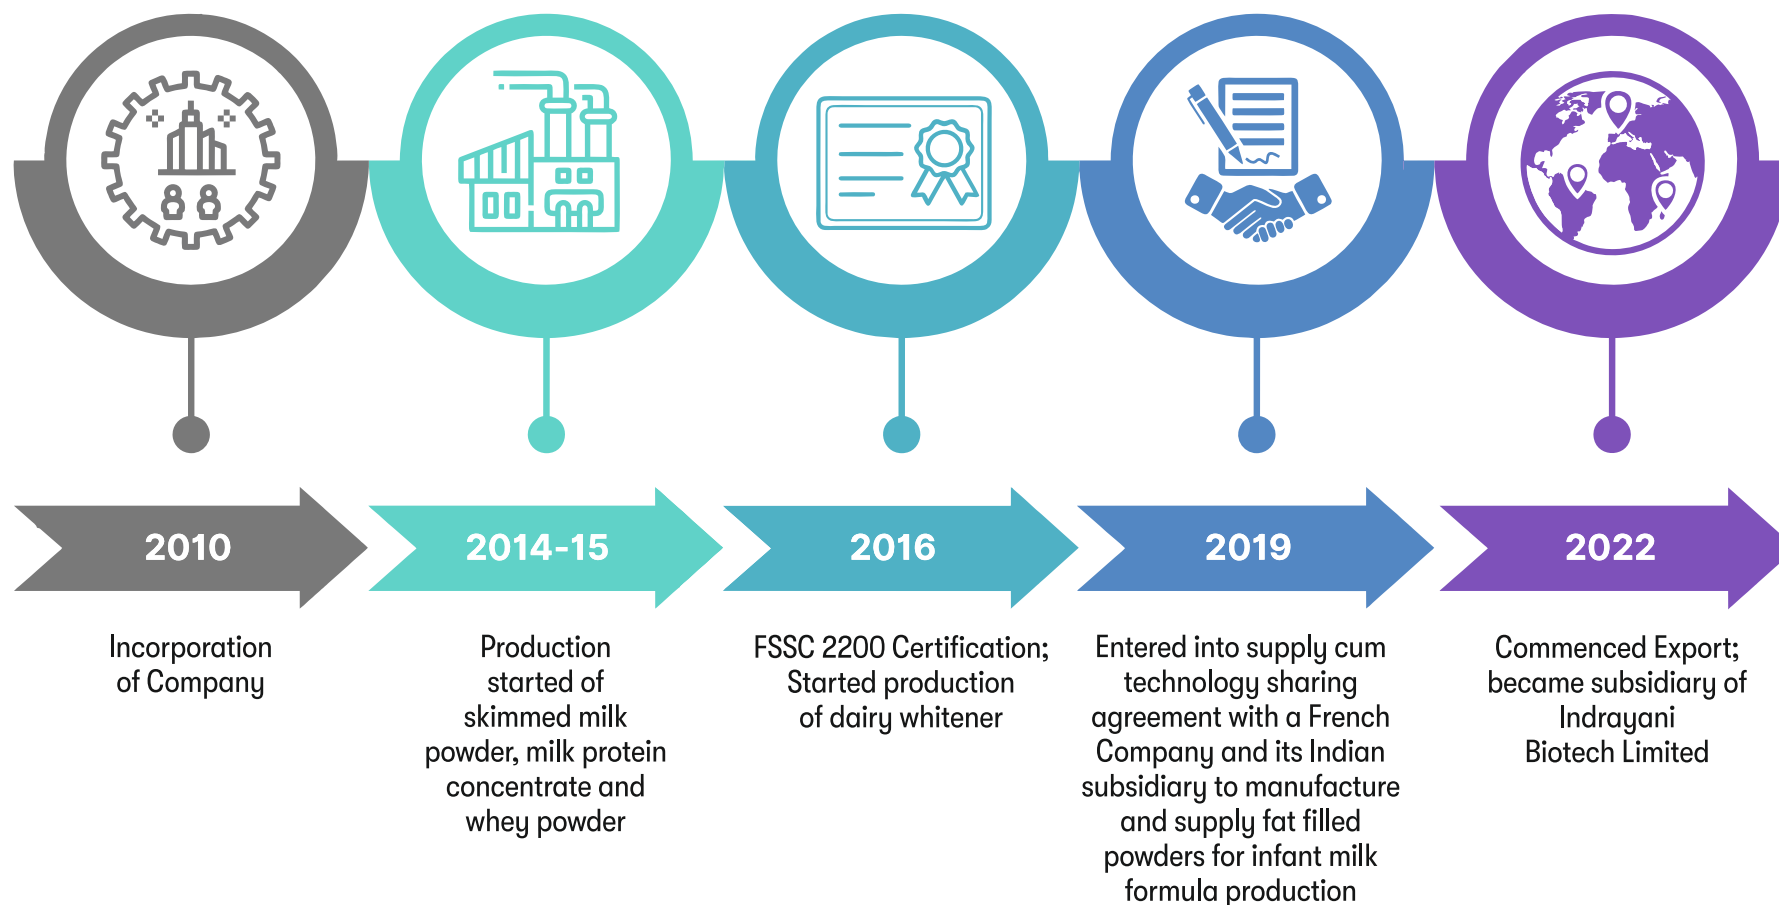 2010
Incorporation
of Company
2014-15
Production
started of
skimmed milk
powder, milk protein
concentrate and
whey powder
2016
FSSC 2200 Certification;
Started production
of dairy whitener
2019
Entered into supply cum
technology sharing
agreement with a French
Company and its Indian
subsidiary to manufacture
and supply fat filled
powders for infant milk
formula production
2022
Commenced Export;
became subsidiary of
Indrayani
Biotech Limited